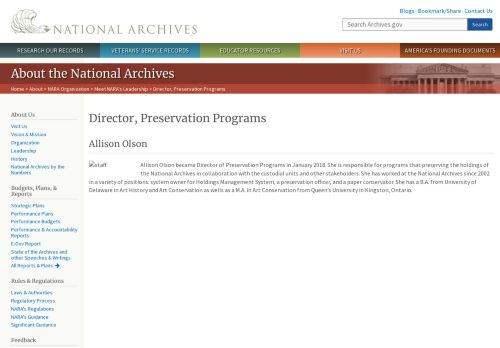 Blogs · Bookmark/Share · Contact Us
NATIONAL ARCHIVES
Search Archives.gov
Search
RESEARCH OUR RECORDS
VETERANS' SERVICE RECORDS
EDUCATOR RESOURCES
VISIT US
AMERICA'S FOUNDING DOCUMENTS
About the National Archives
Home > About > NARA Organization > Meet NARA's Leadership > Director, Preservation Programs
About Us
Visit Us
Vision & Mission
Organization
Leadership
History
National Archives by the
Numbers
Budgets, Plans, &
Reports
Strategic Plans
Performance Plans
Performance Budgets
Performance & Accountability
Reports
E-Gov Report
State of the Archives and
other Speeches & Writings
All Reports & Plans
Rules & Regulations
Laws & Authorities
Regulatory Process
NARA's Regulations
NARA's Guidance
Significant Guidance
Feedback
Director, Preservation Programs
Allison Olson
staff
Allison Olson became Director of Preservation Programs in January 2018. She is responsible for programs that preserving the holdings of
the National Archives in collaboration with the custodial units and other stakeholders. She has worked at the National Archives since 2002
in a variety of positions: system owner for Holdings Management System, a preservation officer, and a paper conservator. She has a B.A. from University of
Delaware in Art History and Art Conservation as wells as a M.A. in Art Conservation from Queen's University in Kingston, Ontario.